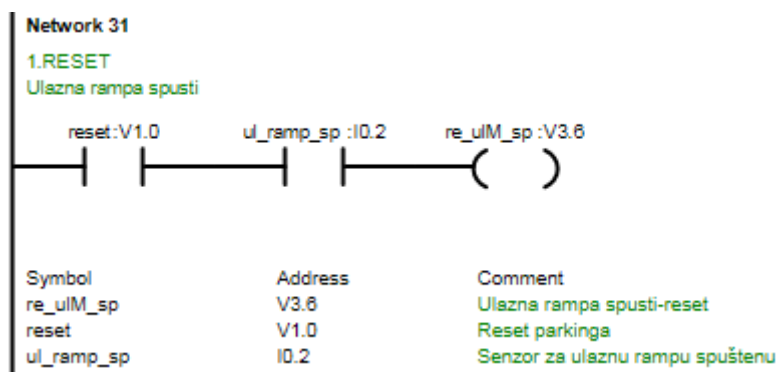 Network 31
1.RESET
Ulazna rampa spusti
reset:V1.0 ul_ramp_sp :I0.2 re_ulM_sp :V3.6
Symbol Address Comment
re_ulM_sp V3.6 Ulazna rampa spusti-reset
reset V1.0 Reset parkinga
ul_ramp_sp I0.2 Senzor za ulaznu rampu spuštenu